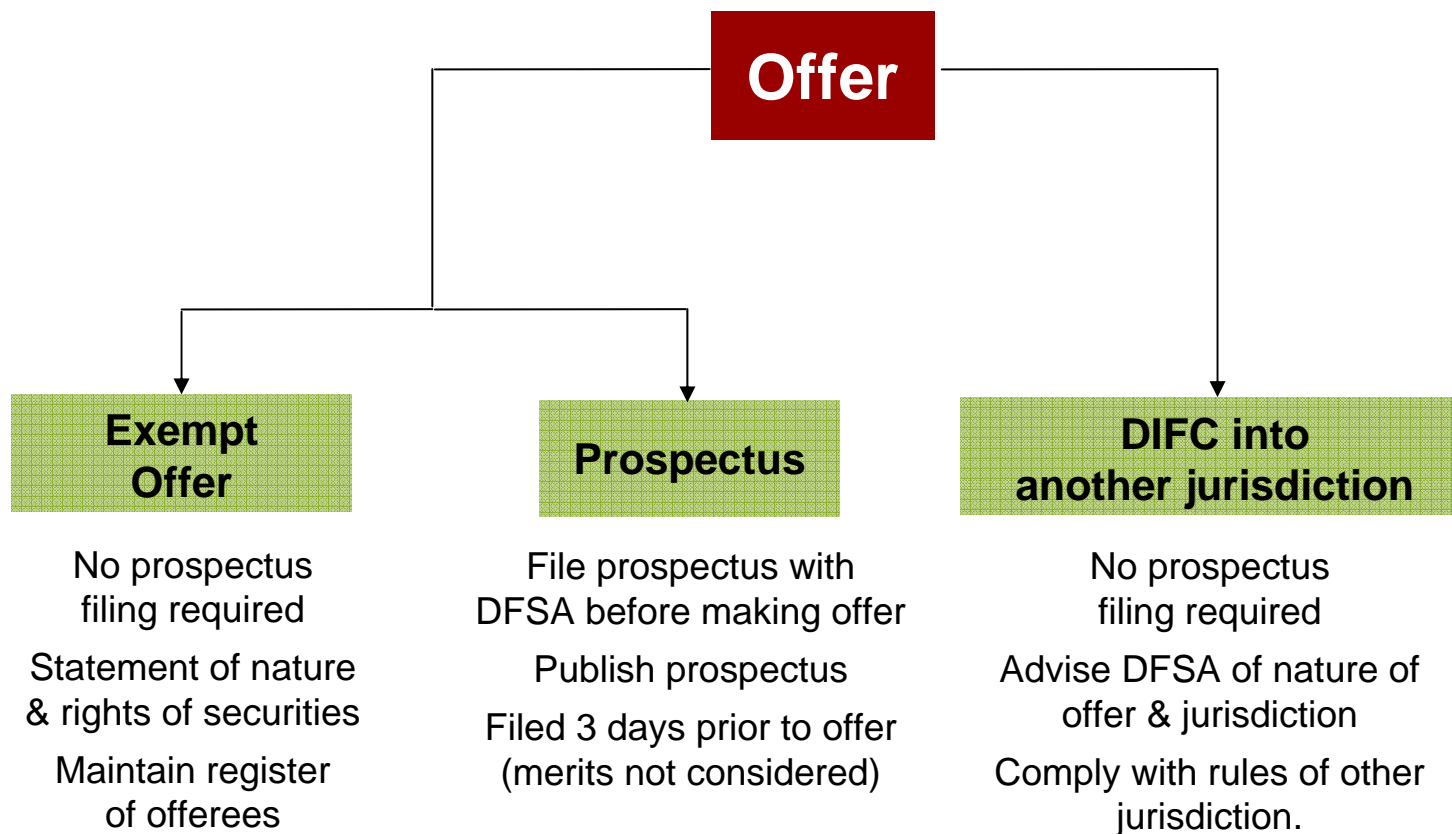 Offer
Exempt
Offer
No prospectus
filing required
Statement of nature
& rights of securities
Maintain register
of offerees
Prospectus
File prospectus with
DFSA before making offer
Publish prospectus
Filed 3 days prior to offer
(merits not considered)
DIFC into
another jurisdiction
No prospectus
filing required
Advise DFSA of nature of
offer & jurisdiction
Comply with rules of other
jurisdiction.